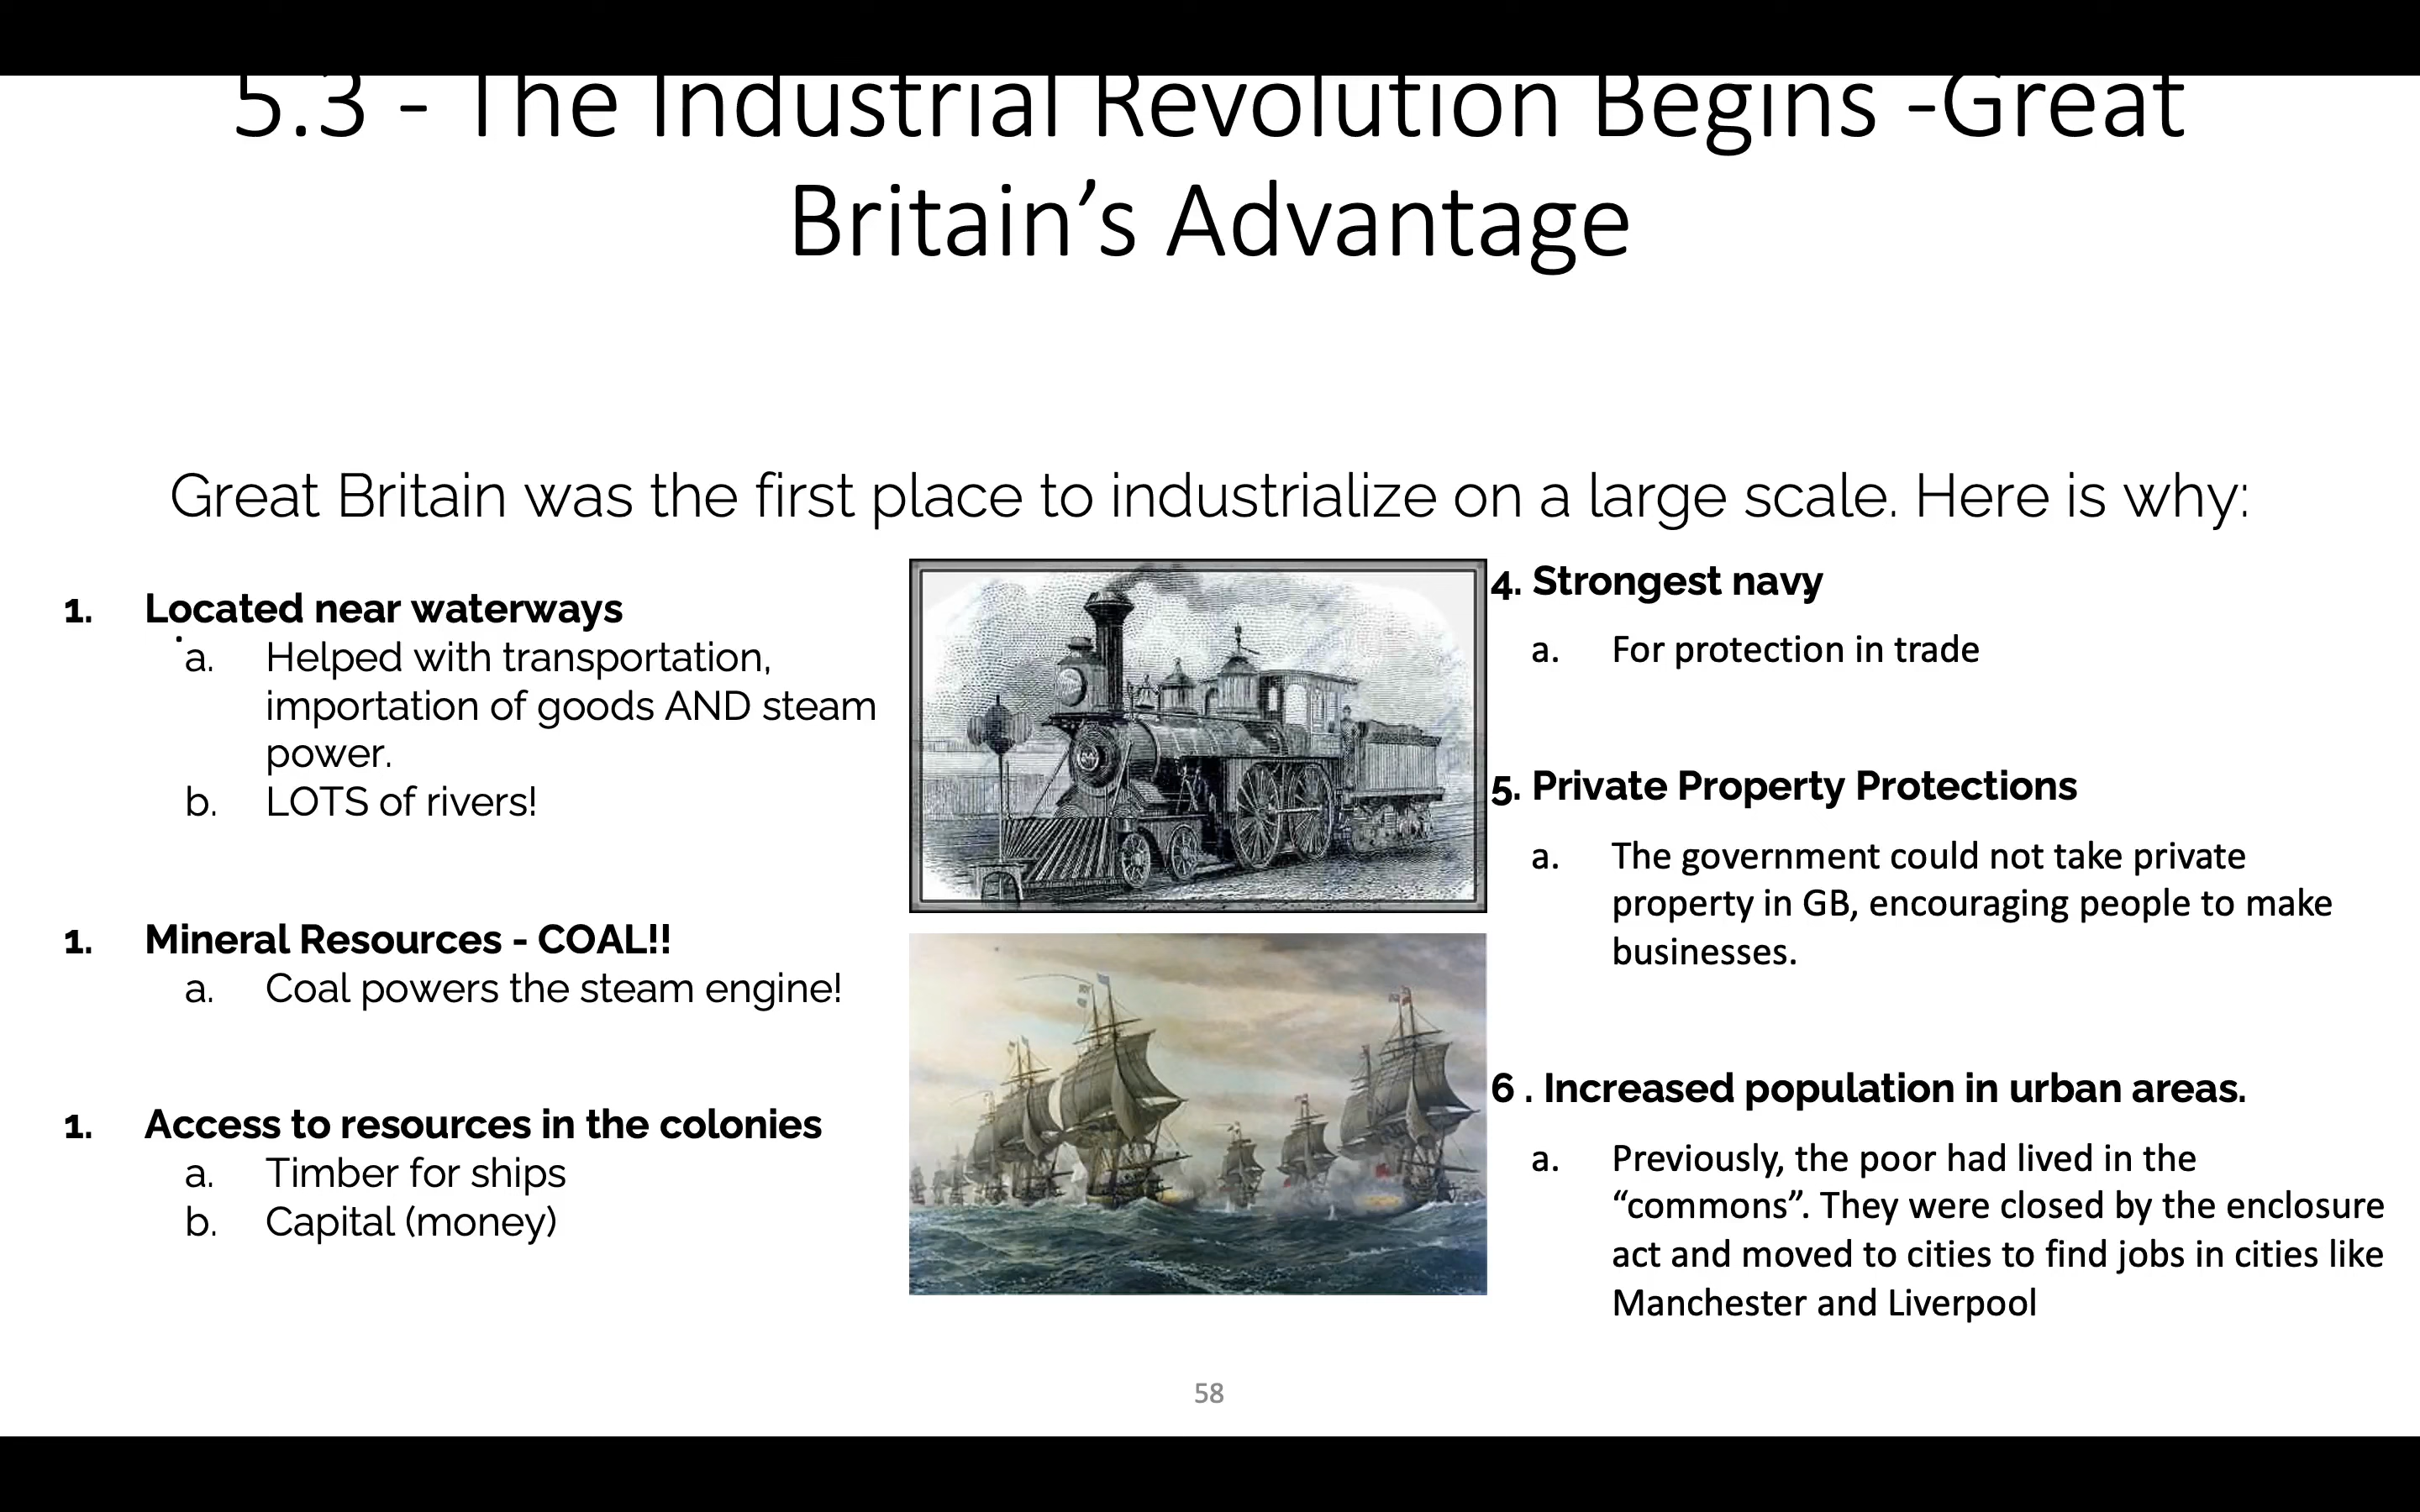 5.3 - The Industrial Revolution Begins -Great
Britain’s Advantage
Great Britain was the first place to industrialize on a large scale. Here is why:
1. Located near waterways
a. Helped with transportation,
importation of goods AND steam
power.
b. LOTS of rivers!
1. Mineral Resources - COAL!!
a. Coal powers the steam engine!
1. Access to resources in the colonies
a. Timber for ships
b. Capital (money)
4. Strongest navy
a. For protection in trade
5. Private Property Protections
a. The government could not take private
property in GB, encouraging people to make
businesses.
6 . Increased population in urban areas.
a. Previously, the poor had lived in the
“commons”. They were closed by the enclosure
act and moved to cities to find jobs in cities like
Manchester and Liverpool
58